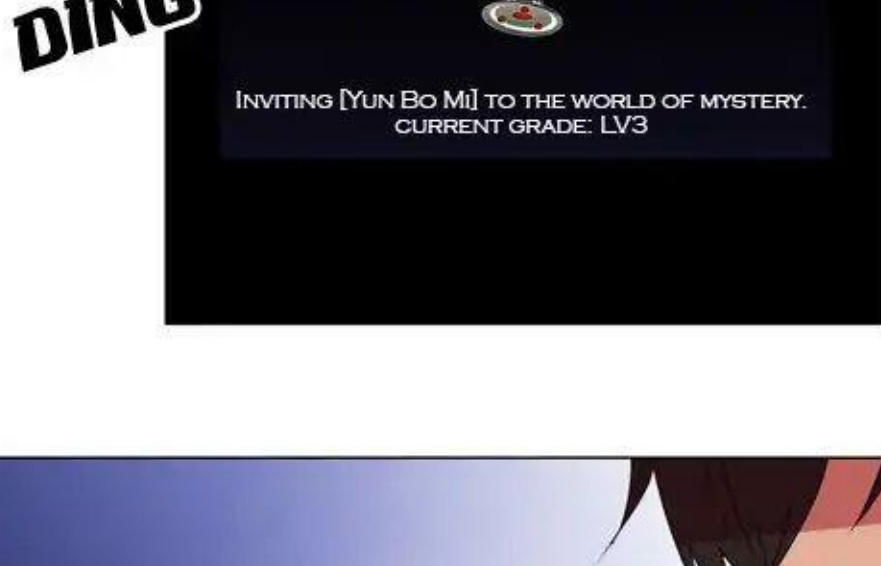 DING
INVITING [YUN BO MI] TO THE WORLD OF MYSTERY.
CURRENT GRADE: LV3